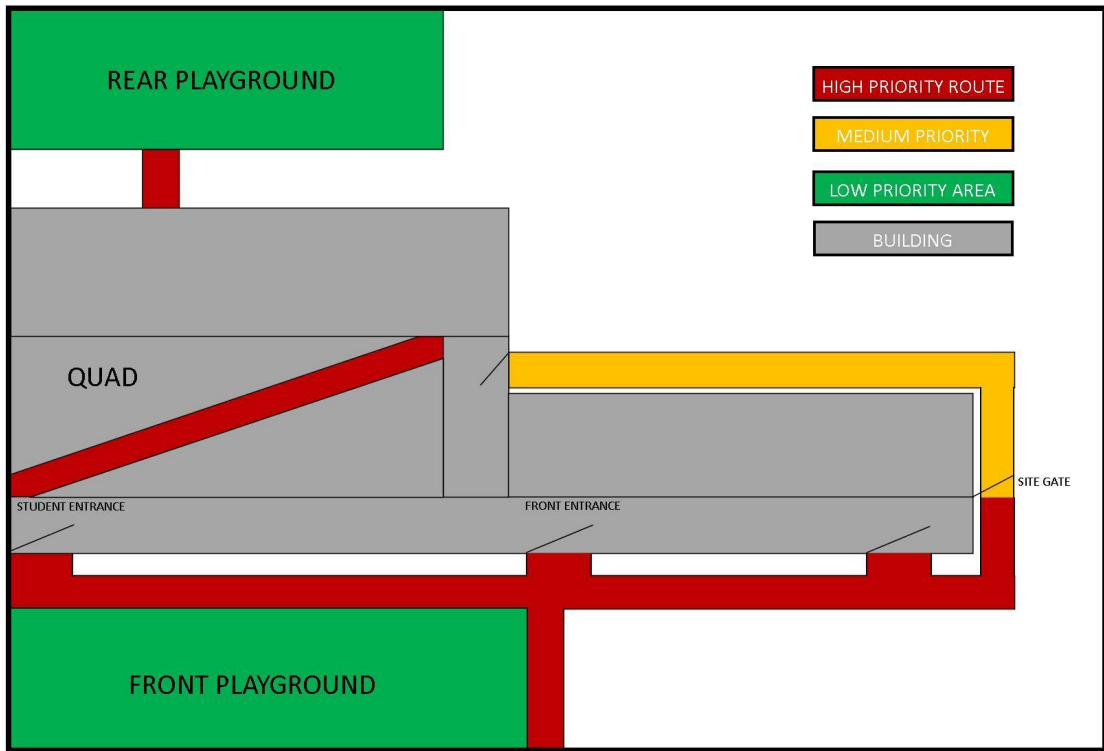 REAR PLAYGROUND
HIGH PRIORITY ROUTE
MEDIUM PRIORITY
LOW PRIORITY AREA
BUILDING
QUAD
SITE GATE
STUDENT ENTRANCE
FRONT ENTRANCE
FRONT PLAYGROUND